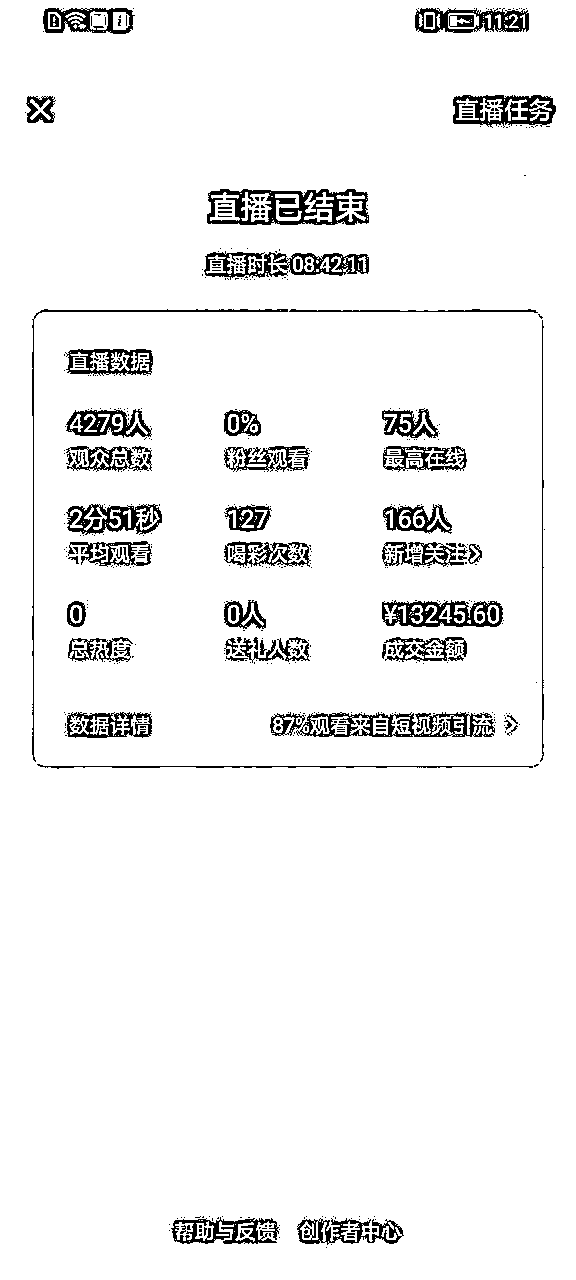 11:21
直播任务
直播已结束
直播时长 08:42:11
直播数据
4279人 0% 75人
观众总数 粉丝观看 最高在线
2分51秒 127 166人
平均观看 喝彩次数 新增关注>
0 0人 ¥13245.60
总热度 送礼人数 成交金额
数据详情 87%观看来自短视频引流 >
帮助与反馈 创作者中心